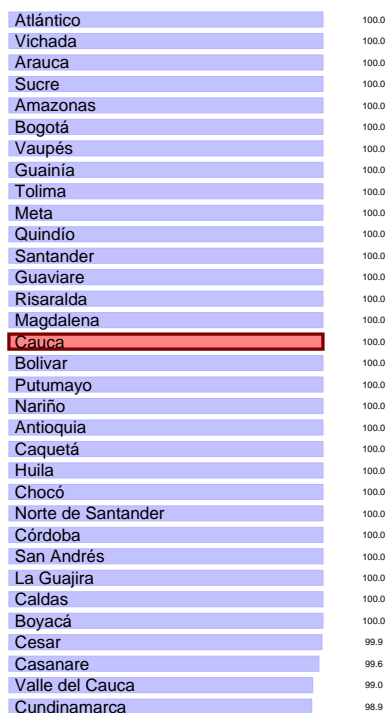 Atlántico 100.0
Vichada 100.0
Arauca 100.0
Sucre 100.0
Amazonas 100.0
Bogotá 100.0
Vaupés 100.0
Guainía 100.0
Tolima 100.0
Meta 100.0
Quindío 100.0
Santander 100.0
Guaviare 100.0
Risaralda 100.0
Magdalena 100.0
Cauca 100.0
Bolivar 100.0
Putumayo 100.0
Nariño 100.0
Antioquia 100.0
Caquetá 100.0
Huila 100.0
Chocó 100.0
Norte de Santander 100.0
Córdoba 100.0
San Andrés 100.0
La Guajira 100.0
Caldas 100.0
Boyacá 100.0
Cesar 99.9
Casanare 99.6
Valle del Cauca 99.0
Cundinamarca 98.9